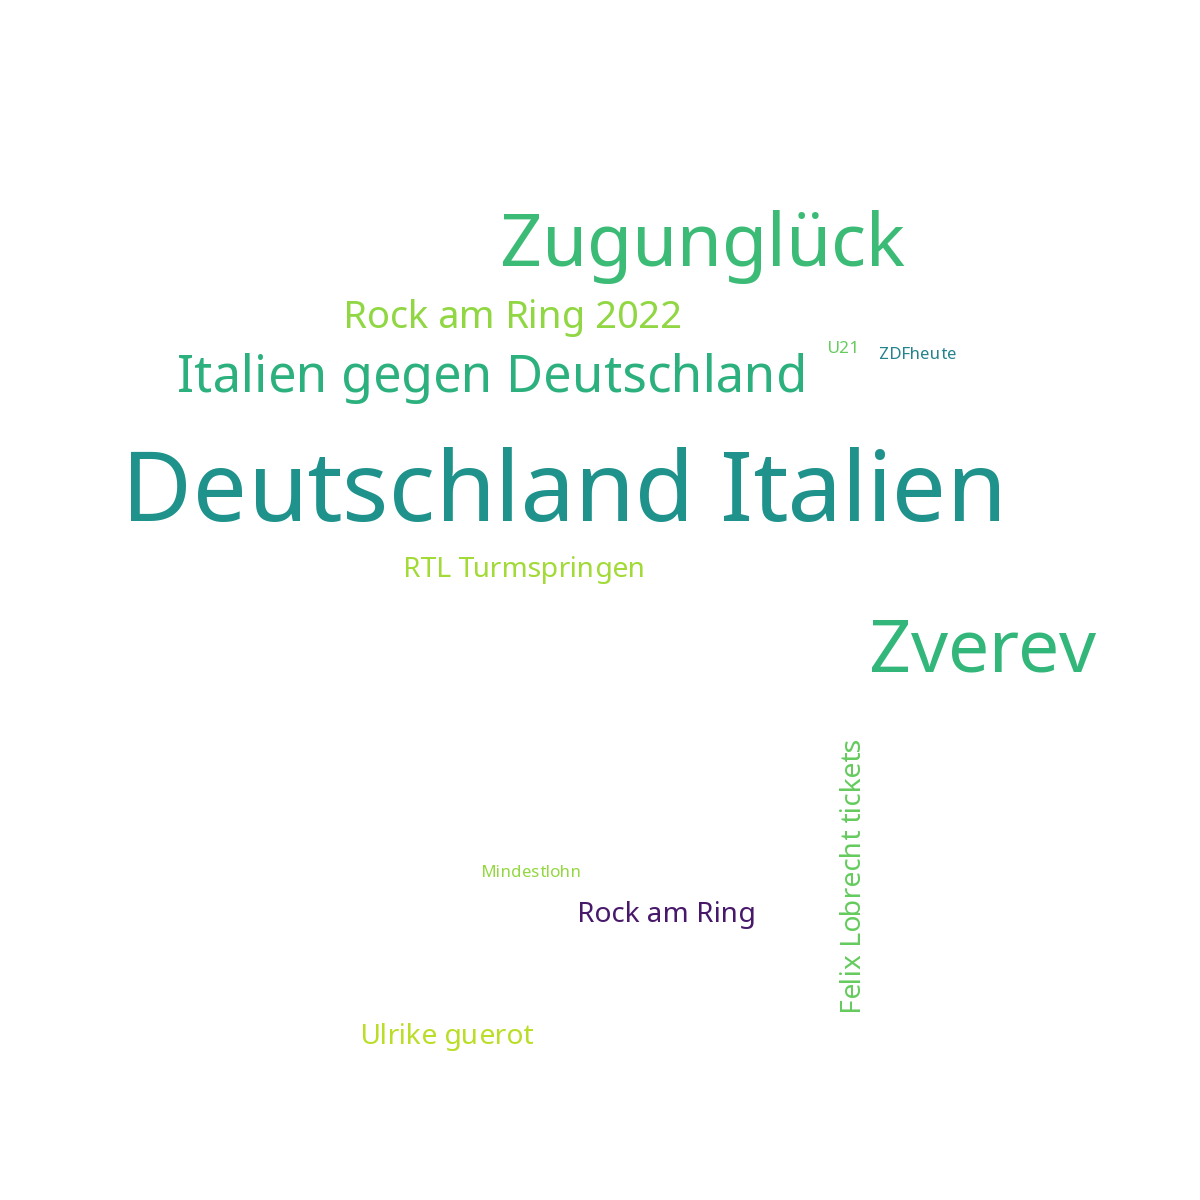 Zugunglück
Rock am Ring 2022
U21
ZDFheute
Italien gegen Deutschland
Deutschland Italien
RTL Turmspringen
Zverev
Felix Lobrecht tickets
Mindestlohn
Rock am Ring
Ulrike guerot